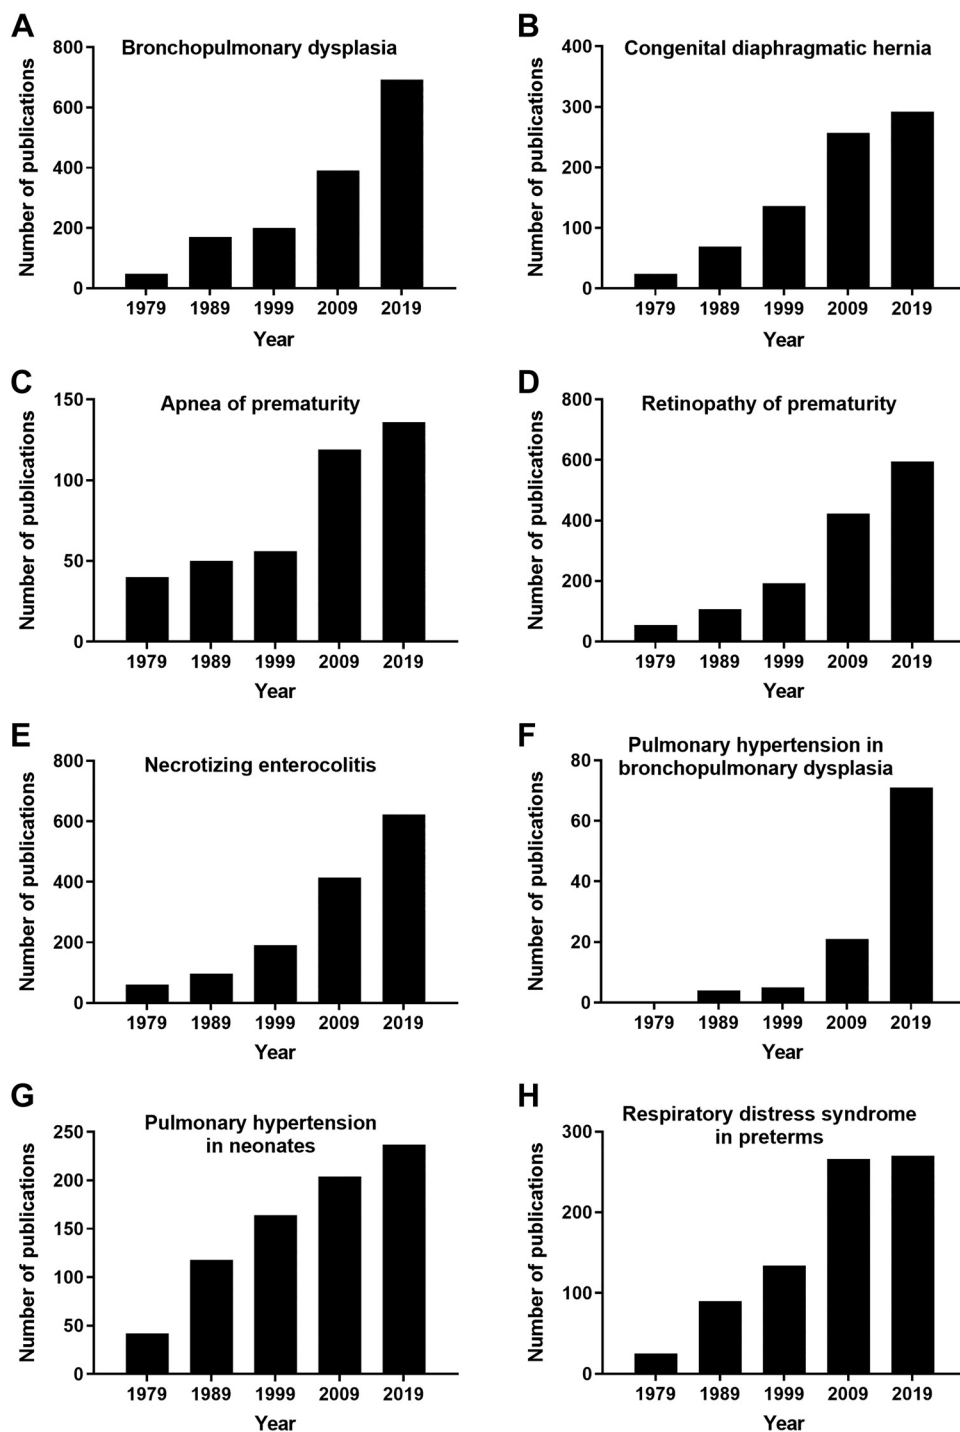 A
Bronchopulmonary dysplasia
Number of publications
800
600
400
200
0
1979 1989 1999 2009 2019
Year
B
Congenital diaphragmatic hernia
Number of publications
400
300
200
100
0
1979 1989 1999 2009 2019
Year
C
Apnea of prematurity
Number of publications
150
100
50
0
1979 1989 1999 2009 2019
Year
D
Retinopathy of prematurity
Number of publications
800
600
400
200
0
1979 1989 1999 2009 2019
Year
E
Necrotizing enterocolitis
Number of publications
800
600
400
200
0
1979 1989 1999 2009 2019
Year
F
Pulmonary hypertension in
bronchopulmonary dysplasia
Number of publications
80
60
40
20
0
1979 1989 1999 2009 2019
Year
G
Pulmonary hypertension
in neonates
Number of publications
250
200
150
100
50
0
1979 1989 1999 2009 2019
Year
H
Respiratory distress syndrome
in preterms
Number of publications
300
200
100
0
1979 1989 1999 2009 2019
Year